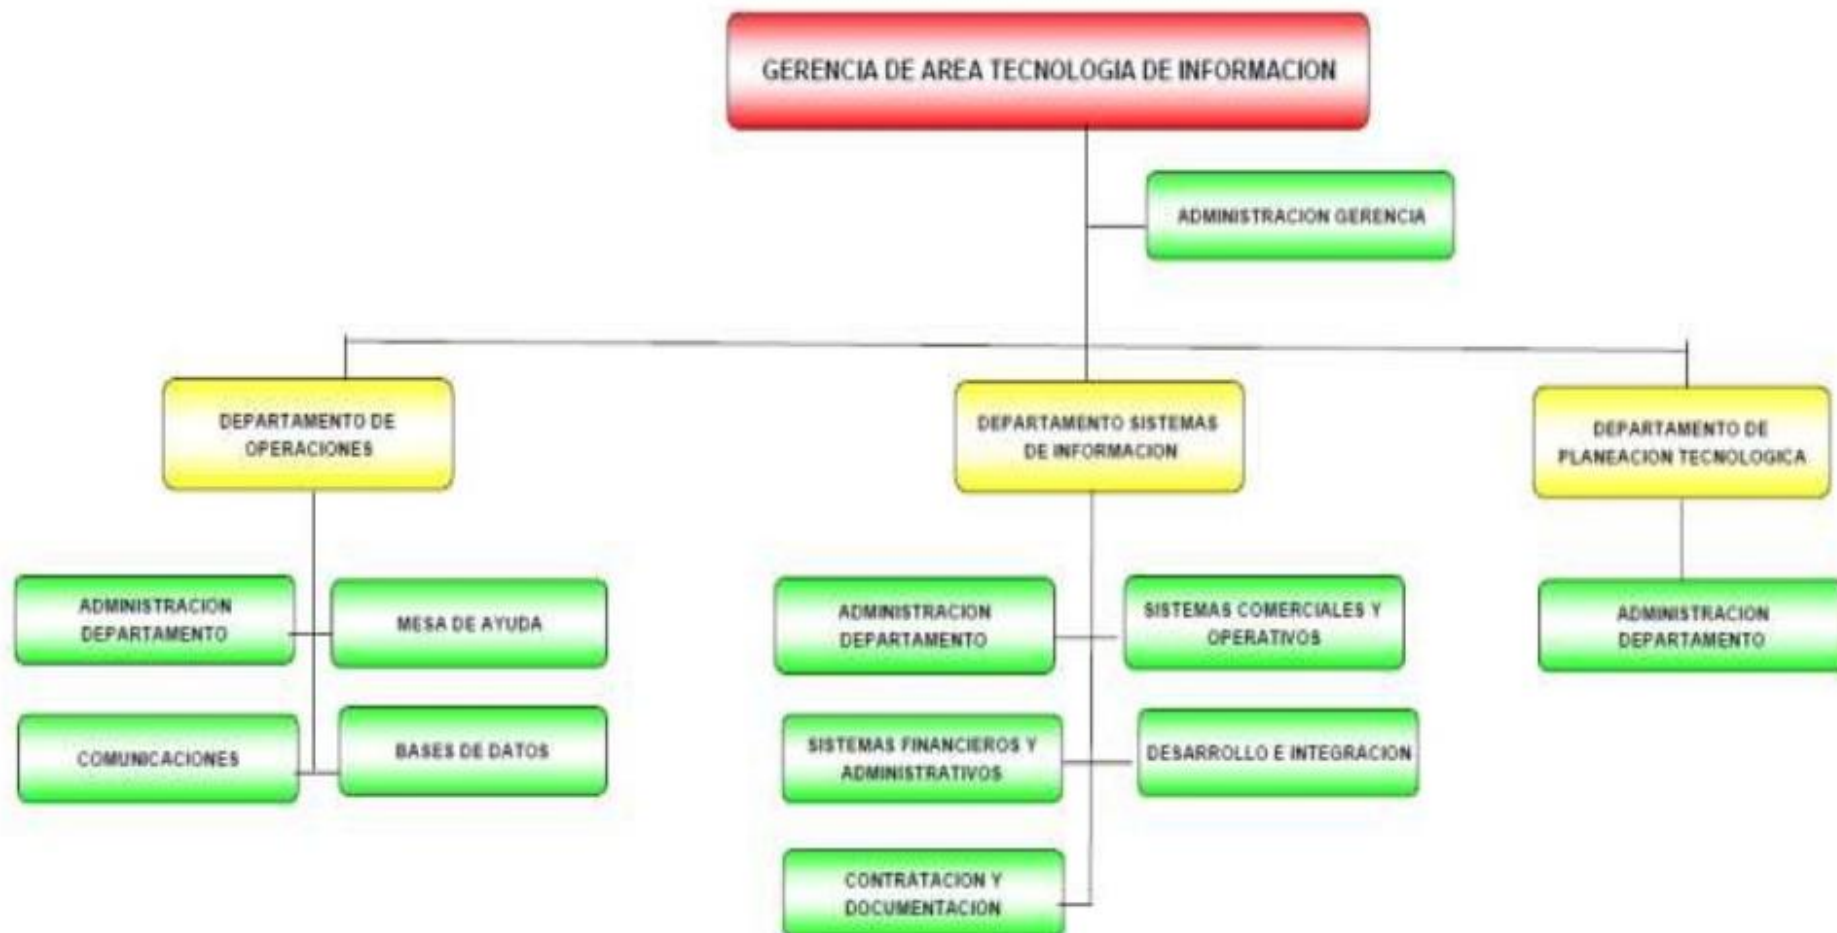 GERENCIA DE AREA TECNOLOGIA DE INFORMACION
ADMINISTRACION GERENCIA
DEPARTAMENTO DE
OPERACIONES
DEPARTAMENTO SISTEMAS
DE INFORMACION
DEPARTAMENTO DE
PLANEACION TECNOLOGICA
ADMINISTRACION
DEPARTAMENTO
MESA DE AYUDA
COMUNICACIONES
BASES DE DATOS
ADMINISTRACION
DEPARTAMENTO
SISTEMAS COMERCIALES Y
OPERATIVOS
SISTEMAS FINANCIEROS Y
ADMINISTRATIVOS
DESARROLLO E INTEGRACION
CONTRATACION Y
DOCUMENTACION
ADMINISTRACION
DEPARTAMENTO